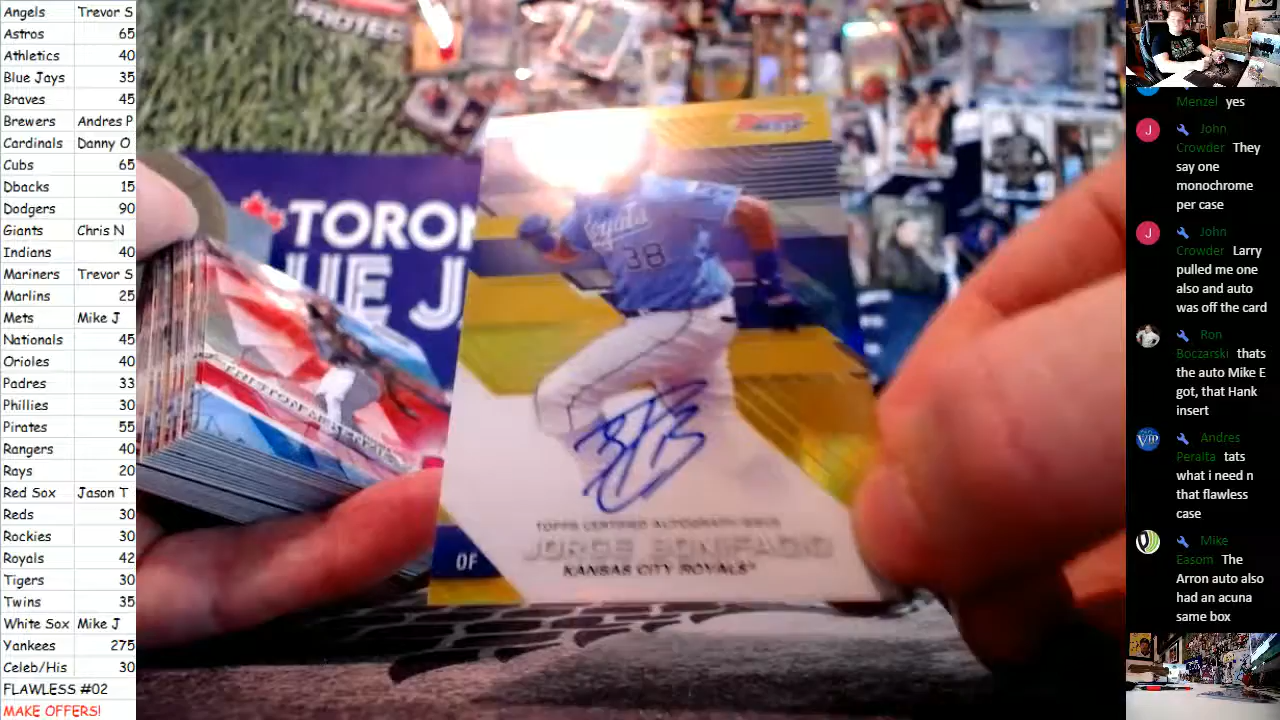 Angels Trevor S
Astros 65
Athletics 40
Blue Jays 35
Braves 45
Brewers Andres P
Cardinals Danny O
Cubs 65
Dbacks 15
Dodgers 90
Giants Chris N
Indians 40
Mariners Trevor S
Marlins 25
Mets Mike J
Nationals 45
Orioles 40
Padres 33
Phillies 30
Pirates 55
Rangers 40
Rays 20
Red Sox Jason T
Reds 30
Rockies 30
Royals 42
Tigers 30
Twins 35
White Sox Mike J
Yankees 275
Celeb/His 30
FLAWLESS #02
MAKE OFFERS!
PROTEC
TORON
UE J
Royals
38
TOPPS CERTIFIED AUTOGRAPH ISSUE
JORGE BONIFACIO
OF
KANSAS CITY ROYALS
Menzel yes
J John
Crowder They
say one
monochrome
per case
J John
Crowder Larry
pulled me one
also and auto
was off the card
Ron
Boczarski thats
the auto Mike E
got, that Hank
insert
VIP Andres
Peralta tats
what i need n
that flawless
case
Mike
Easom The
Arron auto also
had an acuna
same box